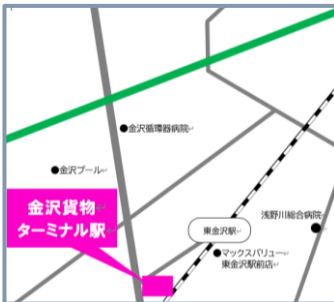 金沢循環器病院
金沢プール
金沢貨物
ターミナル駅
浅野川総合病院
東金沢駅
マックスバリュー
東金沢駅前店